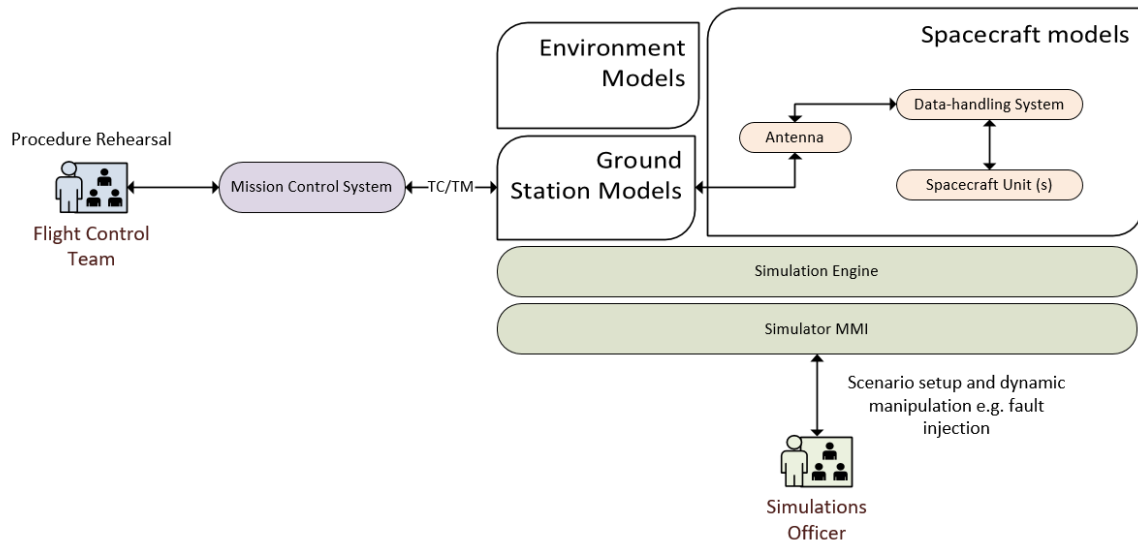 Procedure Rehearsal
Flight Control
Team
Mission Control System
TC/TM
Environment
Models
Ground
Station Models
Spacecraft models
Antenna
Data-handling System
Spacecraft Unit (s)
Simulation Engine
Simulator MMI
Scenario setup and dynamic
manipulation e.g. fault
injection
Simulations
Officer